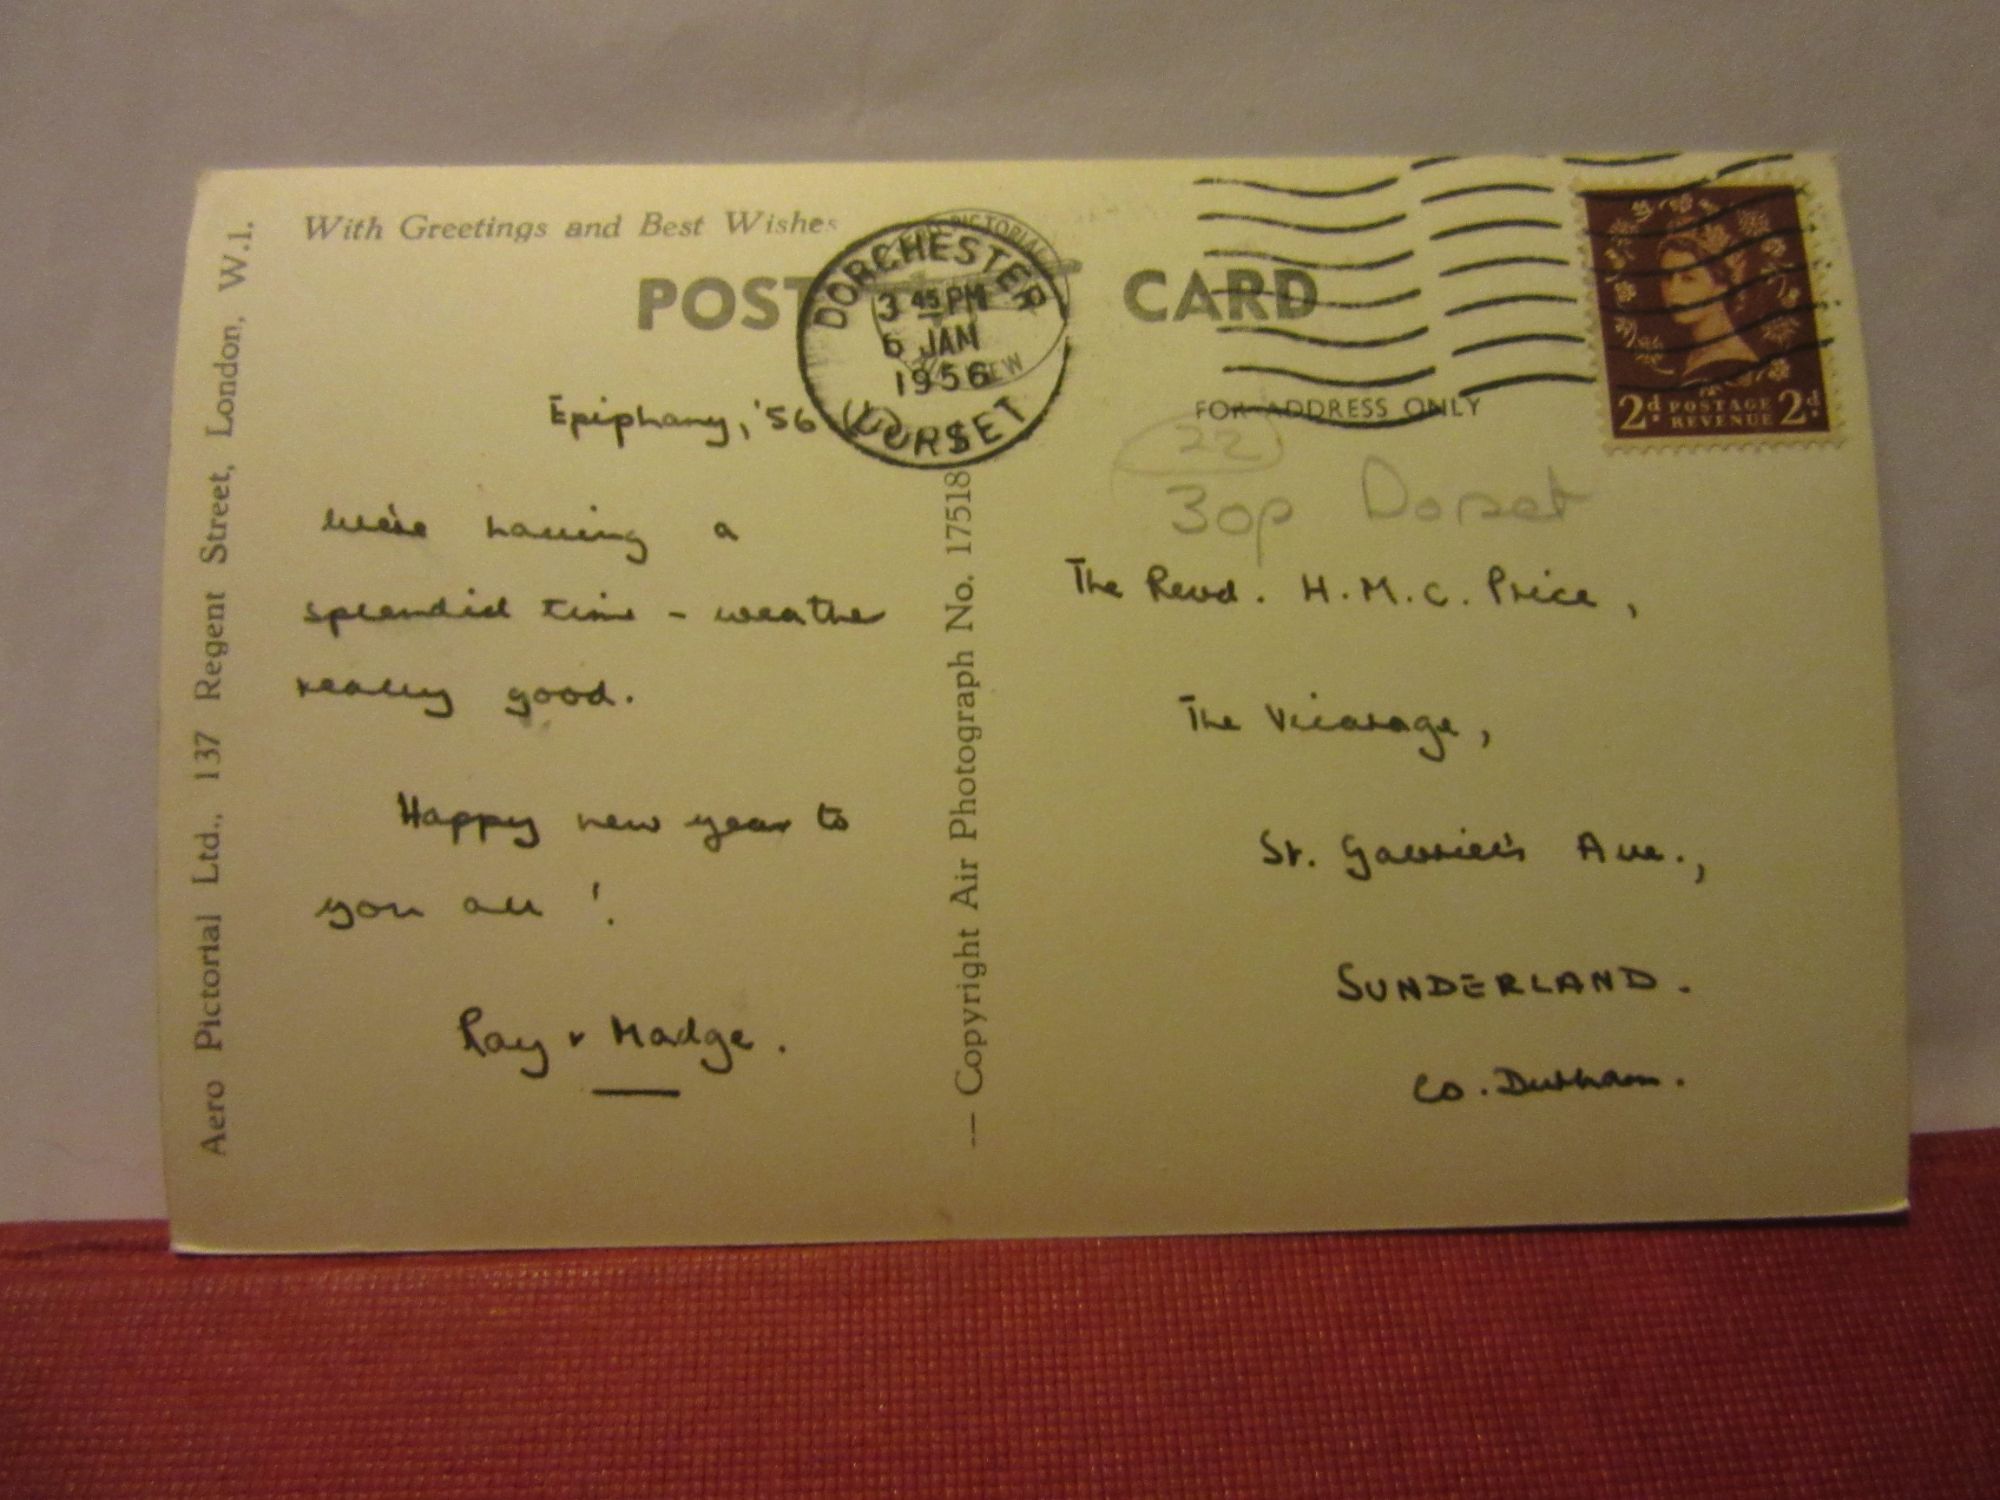 With Greetings and Best Wishes
POST CARD
FOR ADDRESS ONLY
DORCHESTER
3 45 PM
6 JAN
1956
DORSET
2d POSTAGE REVENUE 2d
Aero Pictorial Ltd., 137 Regent Street, London, W.1.
Epiphany, '56
We're having a
splendid time - weather
really good.
Happy new year to
you all !
Ray & Madge.
— Copyright Air Photograph No. 17518
22
30p Dorset
The Revd. H.M.C. Price,
The Vicarage,
St. Gabriel's Ave.,
SUNDERLAND.
Co. Durham.